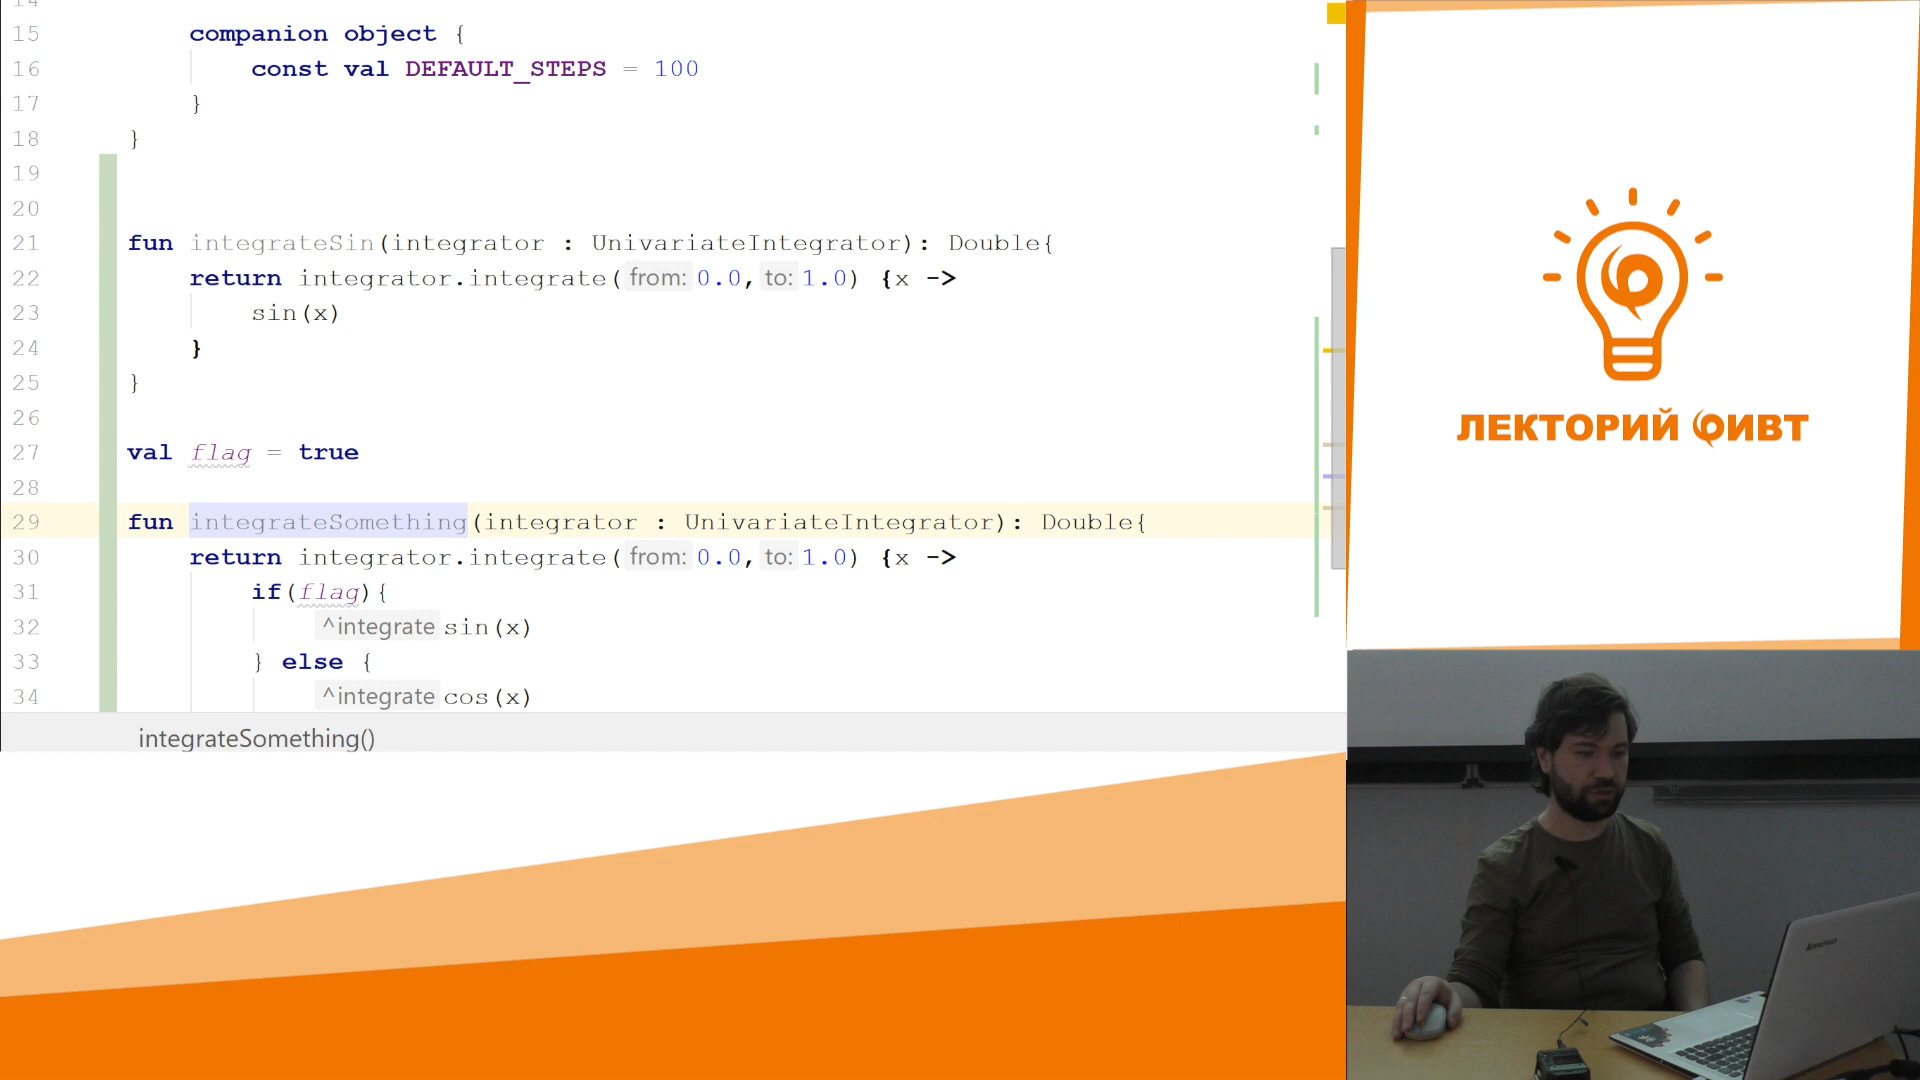 15 companion object {
16 const val DEFAULT_STEPS = 100
17 }
18 }
19
20
21 fun integrateSin(integrator : UnivariateIntegrator): Double{
22 return integrator.integrate( from: 0.0, to: 1.0) {x ->
23 sin(x)
24 }
25 }
26
27 val flag = true
28
29 fun integrateSomething(integrator : UnivariateIntegrator): Double{
30 return integrator.integrate( from: 0.0, to: 1.0) {x ->
31 if(flag){
32 ^integrate sin(x)
33 } else {
34 ^integrate cos(x)
integrateSomething()
ЛЕКТОРИЙ ФИВТ